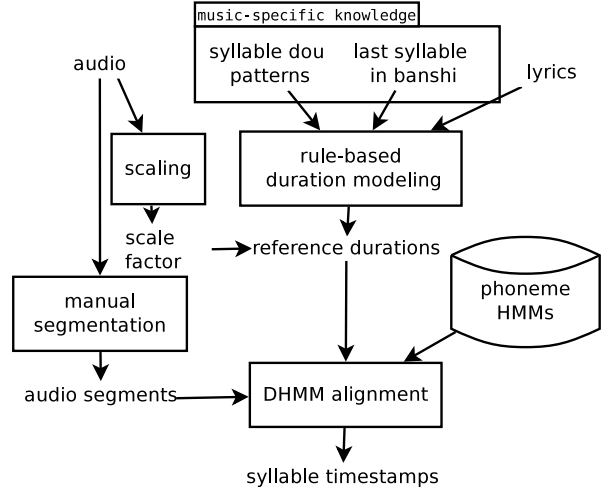 music-specific knowledge
syllable dou
patterns
last syllable
in banshi
audio
lyrics
scaling
rule-based
duration modeling
scale
factor
reference durations
manual
segmentation
phoneme
HMMs
audio segments
DHMM alignment
syllable timestamps